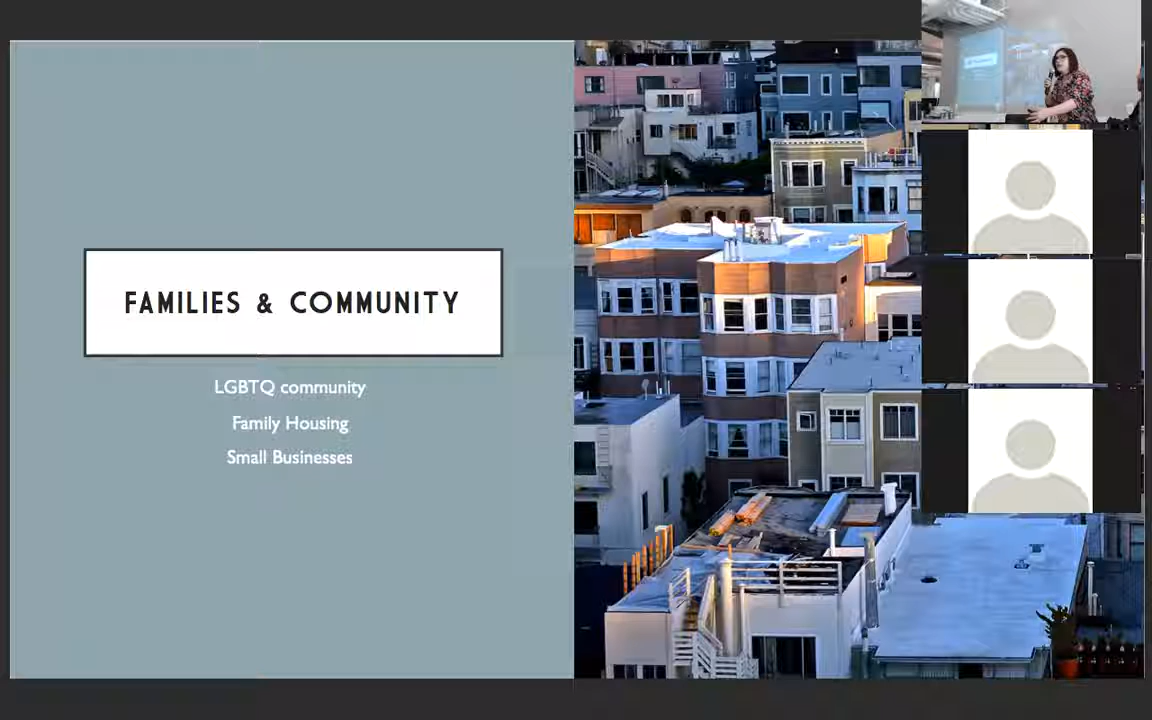 FAMILIES & COMMUNITY
LGBTQ community
Family Housing
Small Businesses